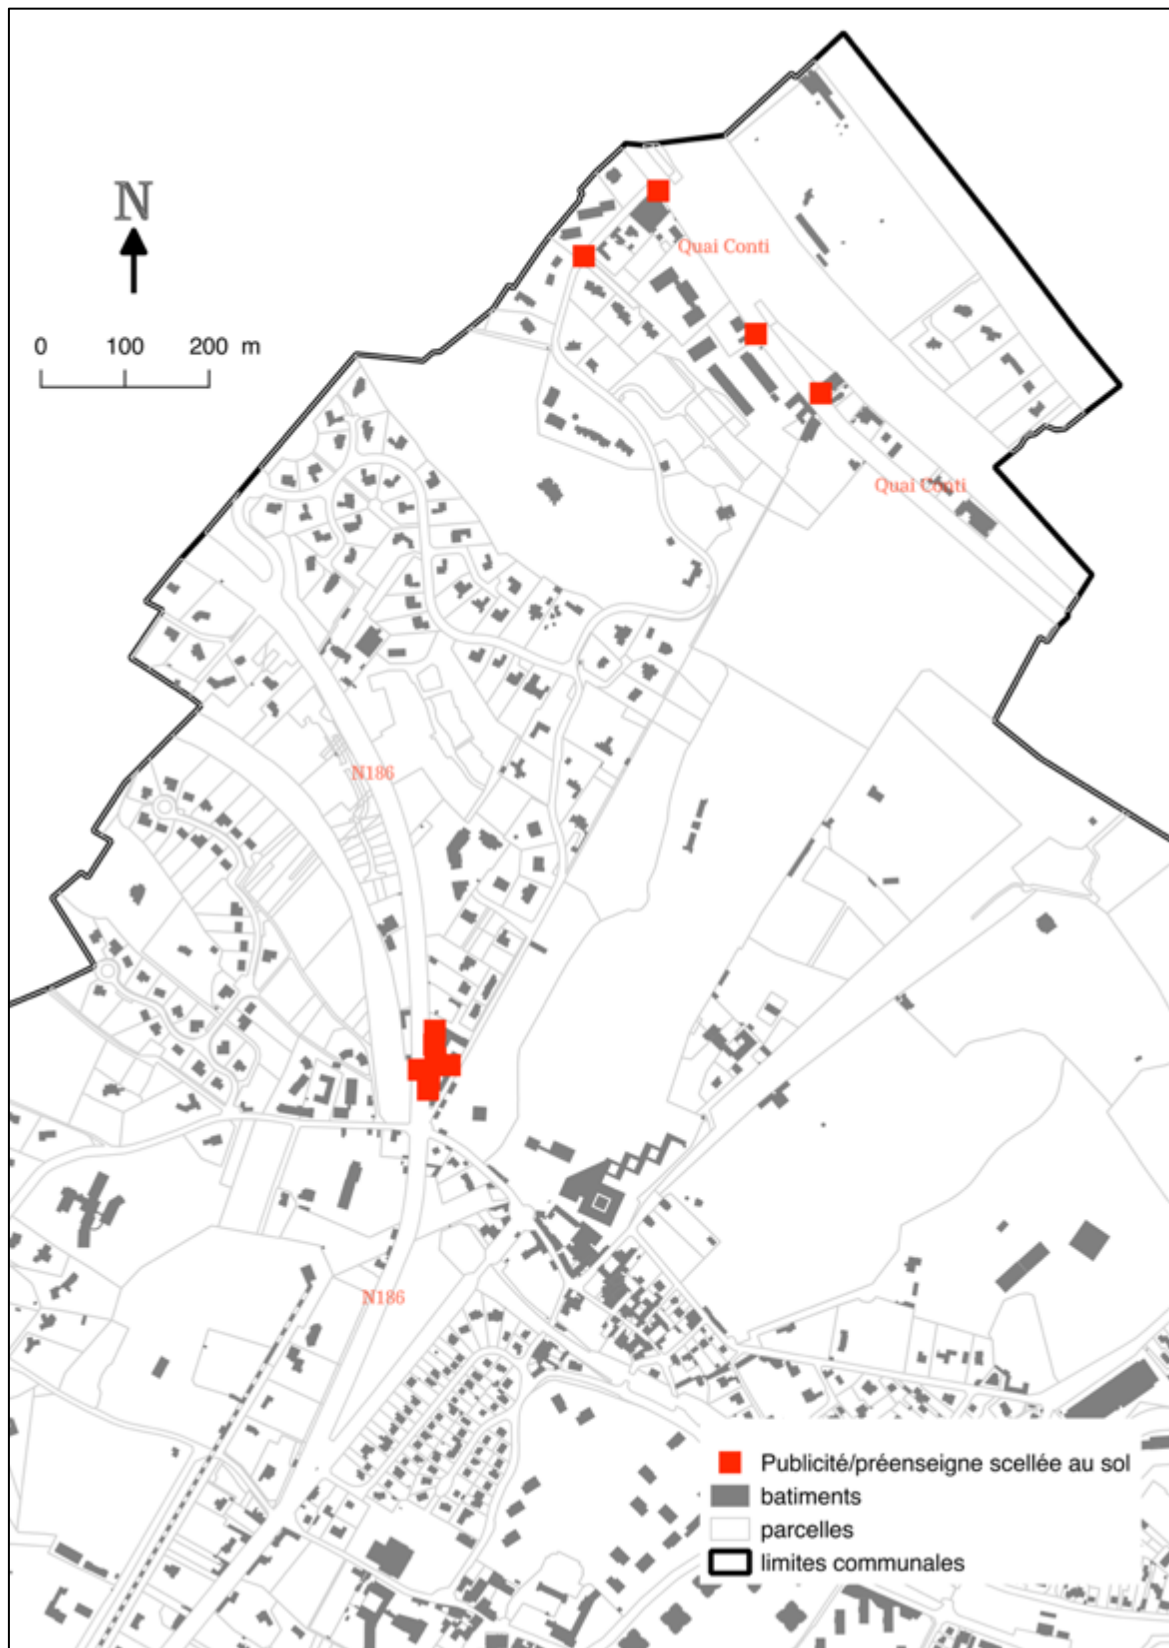 N
0 100 200 m
Quai Conti
Quai Conti
N186
N186
Publicité/préenseigne scellée au sol
batiments
parcelles
limites communales